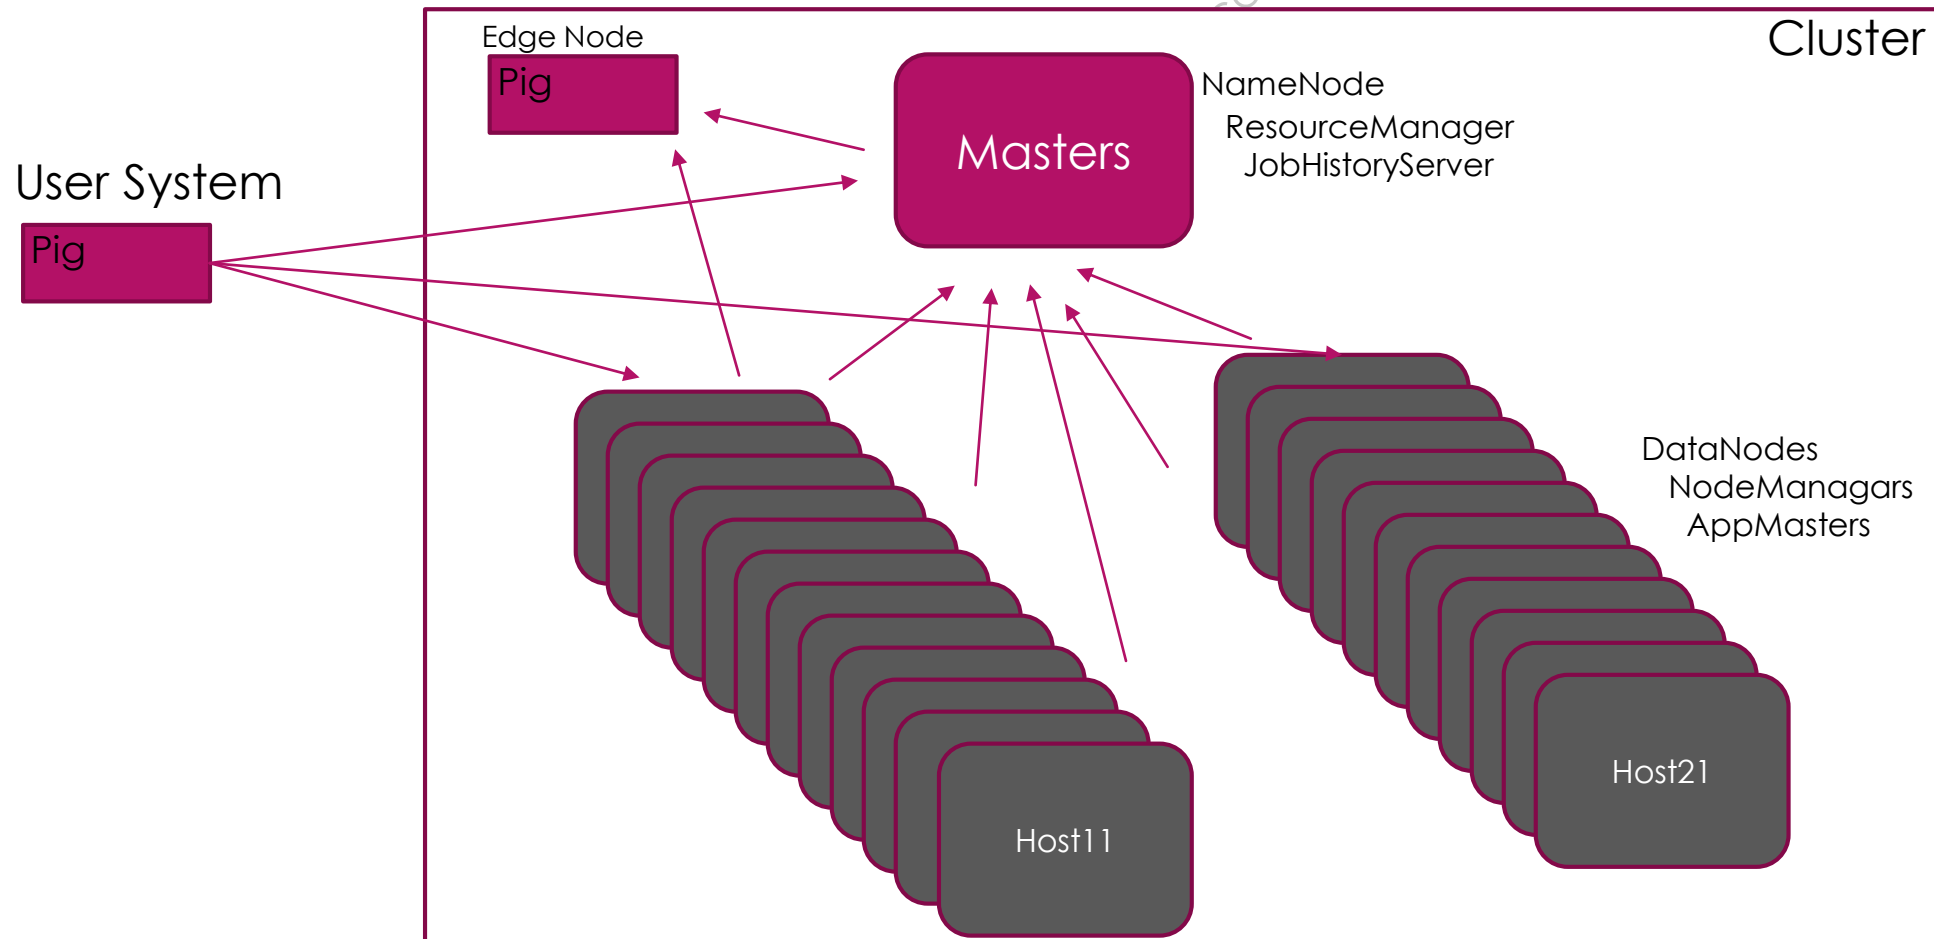 Cluster
Edge Node
Pig
Masters
NameNode
ResourceManager
JobHistoryServer
User System
Pig
DataNodes
NodeManagars
AppMasters
Host21
Host11